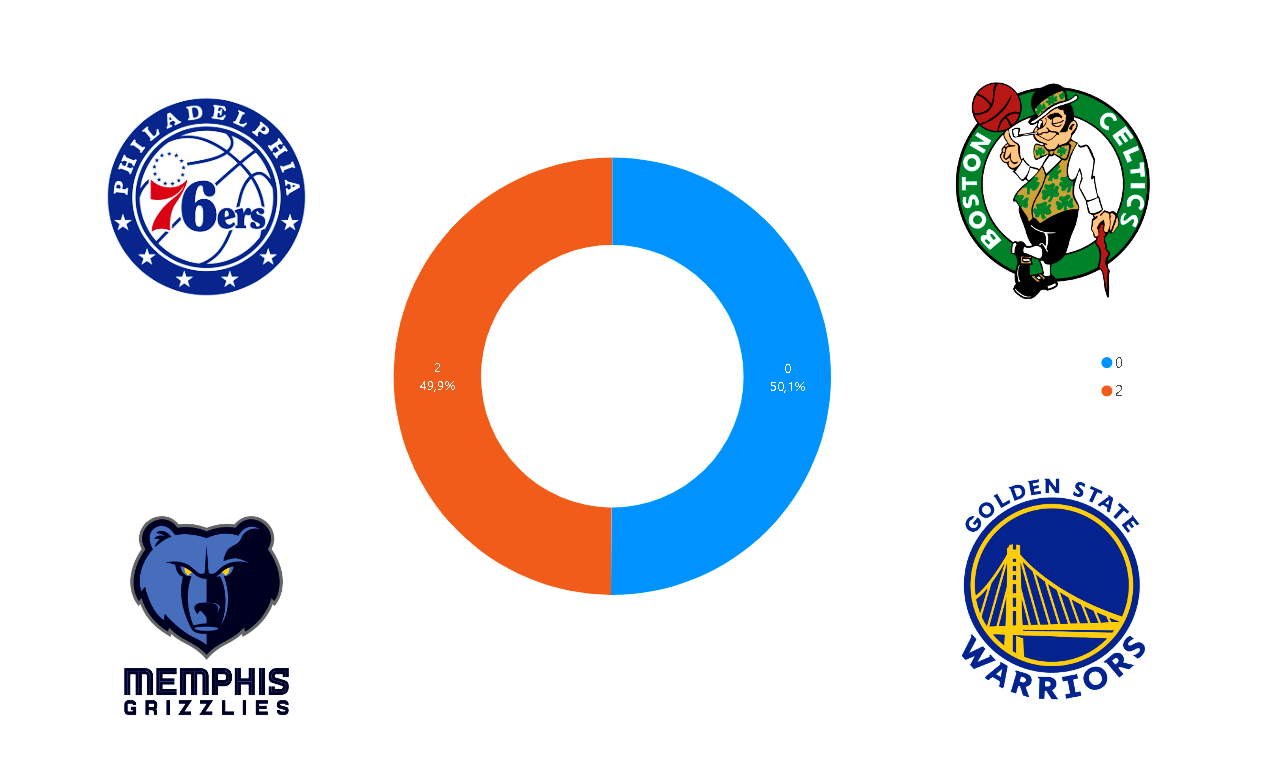 PHILADELPHIA
76ers
BOSTON CELTICS
2
49,9%
0
50,1%
0
2
MEMPHIS
GRIZZLIES
GOLDEN STATE
WARRIORS